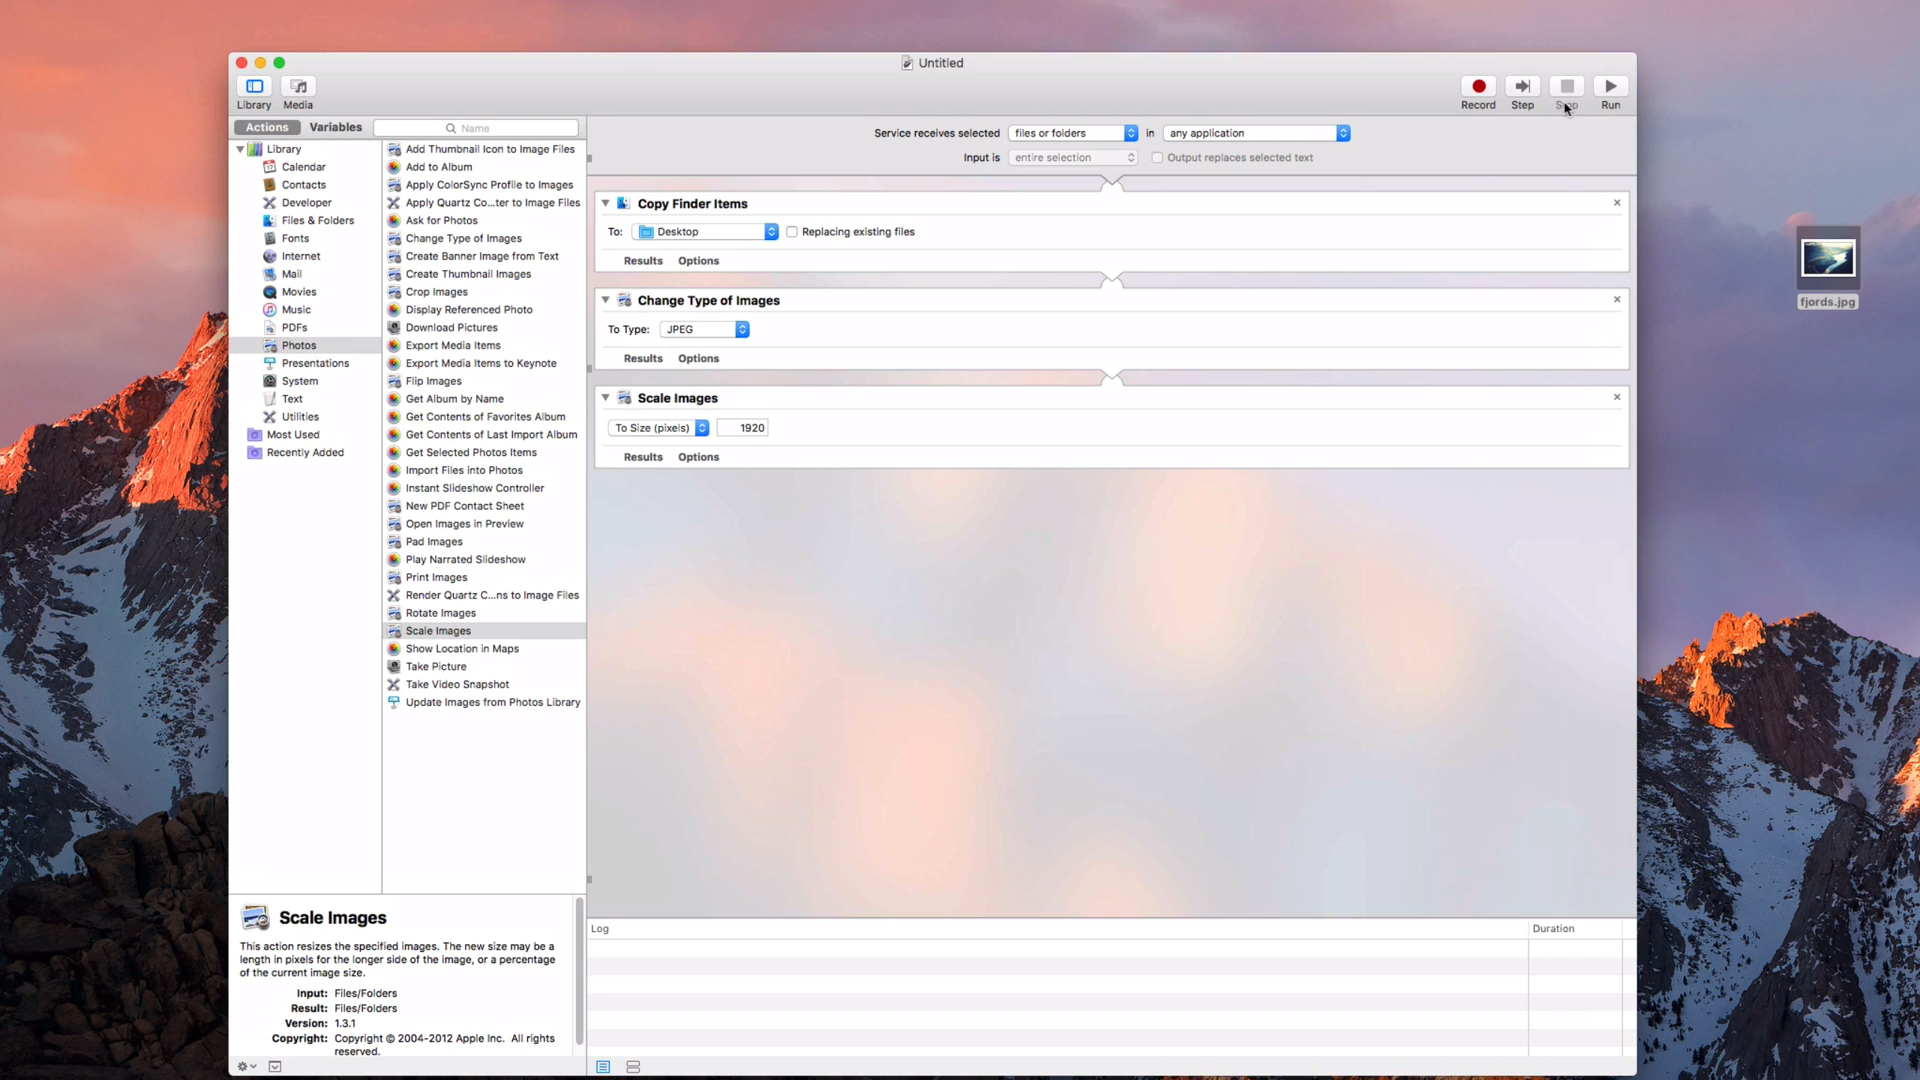 Untitled
Library
Media
Record
Step
Stop
Run
Actions
Variables
Name
Service receives selected
files or folders
in
any application
Input is
entire selection
Output replaces selected text
Library
Calendar
Contacts
Developer
Files & Folders
Fonts
Internet
Mail
Movies
Music
PDFs
Photos
Presentations
System
Text
Utilities
Most Used
Recently Added
Add Thumbnail Icon to Image Files
Add to Album
Apply ColorSync Profile to Images
Apply Quartz Co...ter to Image Files
Ask for Photos
Change Type of Images
Create Banner Image from Text
Create Thumbnail Images
Crop Images
Display Referenced Photo
Download Pictures
Export Media Items
Export Media Items to Keynote
Flip Images
Get Album by Name
Get Contents of Favorites Album
Get Contents of Last Import Album
Get Selected Photos Items
Import Files into Photos
Instant Slideshow Controller
New PDF Contact Sheet
Open Images in Preview
Pad Images
Play Narrated Slideshow
Print Images
Render Quartz C...ns to Image Files
Rotate Images
Scale Images
Show Location in Maps
Take Picture
Take Video Snapshot
Update Images from Photos Library
Copy Finder Items
To:
Desktop
Replacing existing files
Results
Options
Change Type of Images
To Type:
JPEG
Results
Options
Scale Images
To Size (pixels)
1920
Results
Options
fjords.jpg
Scale Images
This action resizes the specified images. The new size may be a
length in pixels for the longer side of the image, or a percentage
of the current image size.
Input: Files/Folders
Result: Files/Folders
Version: 1.3.1
Copyright: Copyright © 2004-2012 Apple Inc. All rights
reserved.
Log
Duration